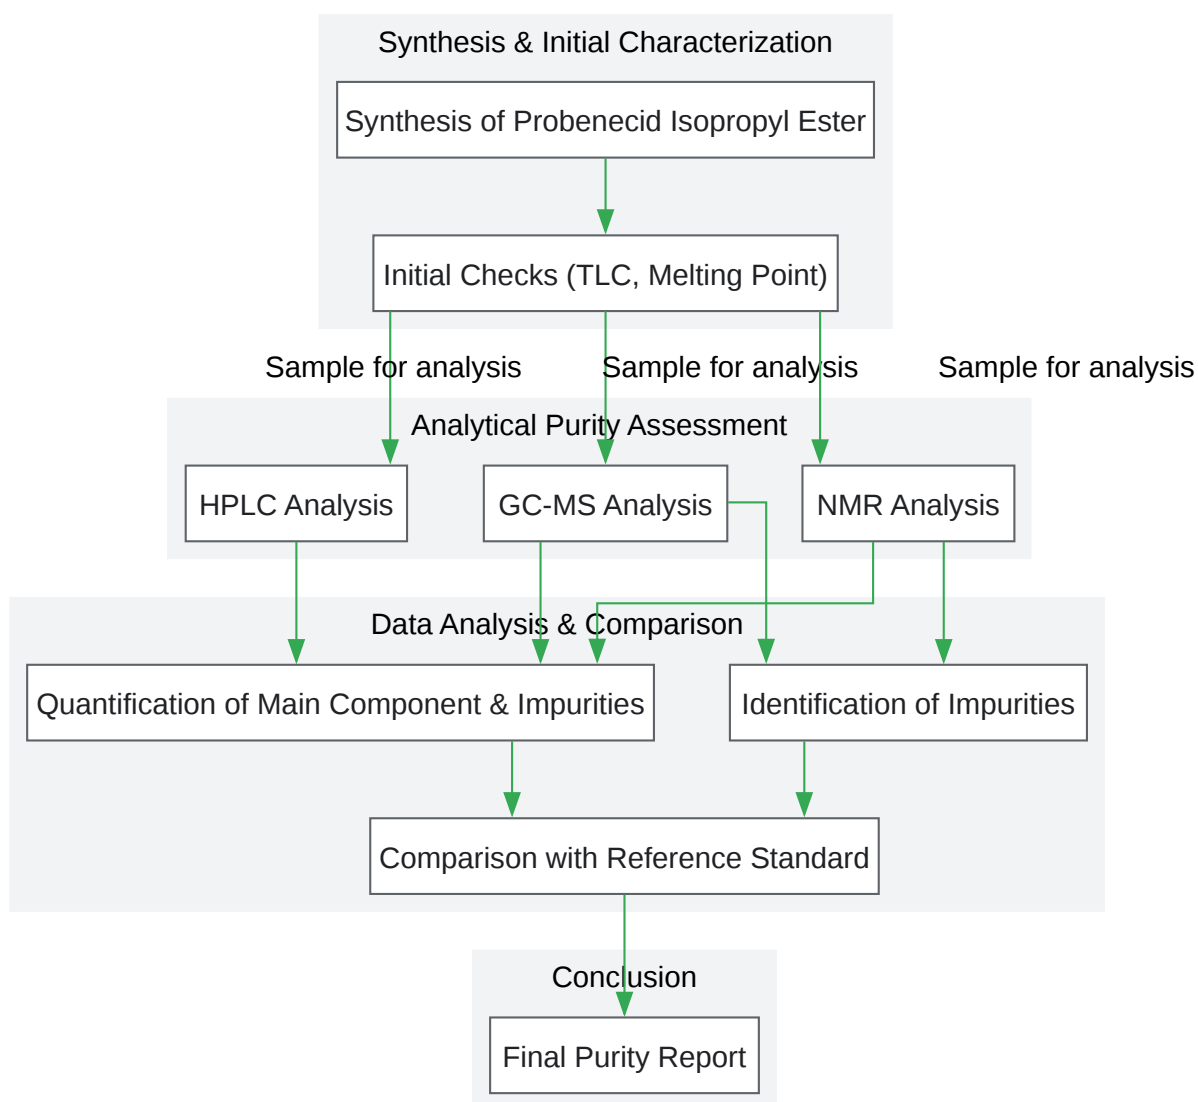 Synthesis & Initial Characterization
Synthesis of Probenecid Isopropyl Ester
Initial Checks (TLC, Melting Point)
Sample for analysis
Sample for analysis
Sample for analysis
Analytical Purity Assessment
HPLC Analysis
GC-MS Analysis
NMR Analysis
Data Analysis & Comparison
Quantification of Main Component & Impurities
Identification of Impurities
Comparison with Reference Standard
Conclusion
Final Purity Report